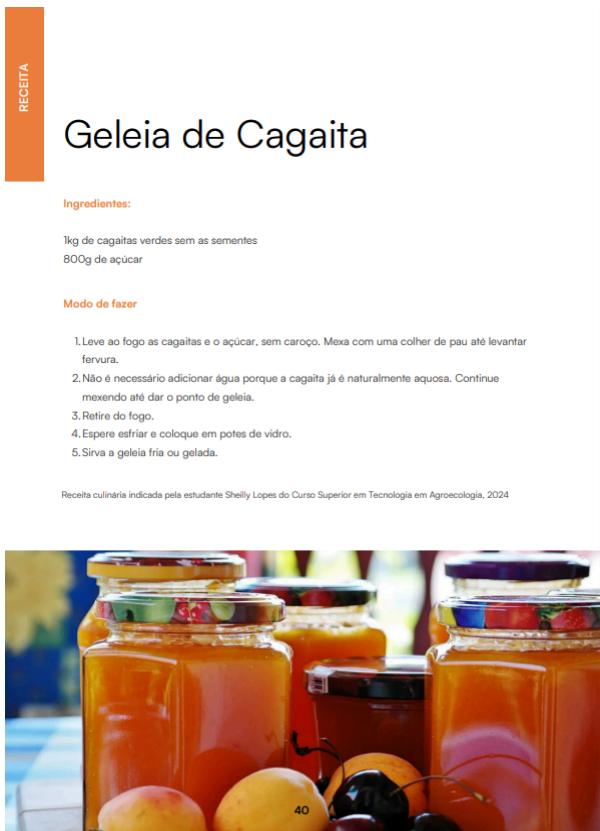 RECEITA
Geleia de Cagaita
Ingredientes:
1kg de cagaitas verdes sem as sementes
800g de açúcar
Modo de fazer
1. Leve ao fogo as cagaitas e o açúcar, sem caroço. Mexa com uma colher de pau até levantar
fervura.
2. Não é necessário adicionar água porque a cagaita já é naturalmente aquosa. Continue
mexendo até dar o ponto de geleia.
3. Retire do fogo.
4. Espere esfriar e coloque em potes de vidro.
5. Sirva a geleia fria ou gelada.
Receita culinária indicada pela estudante Sheilly Lopes do Curso Superior em Tecnologia em Agroecologia, 2024
40